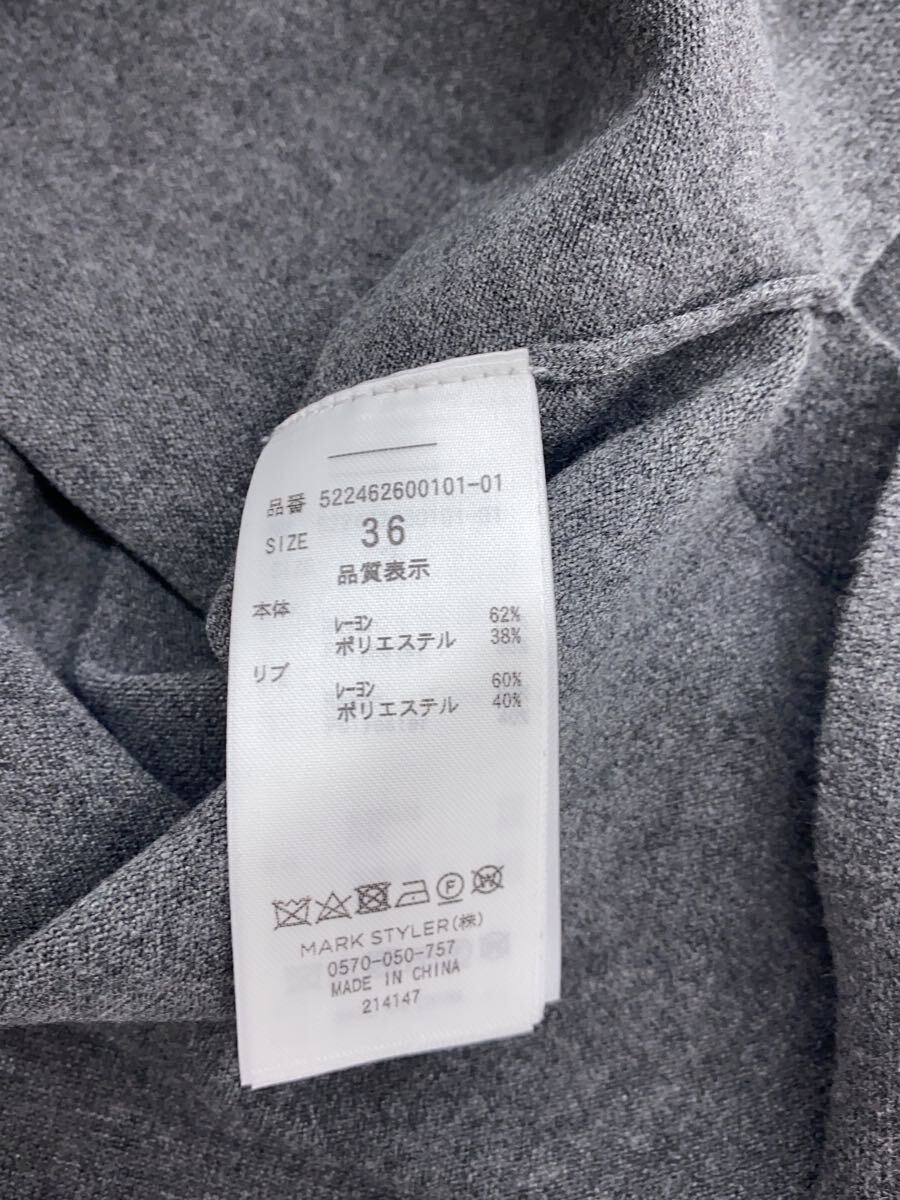 品番 522462600101-01
SIZE 36
品質表示
本体
レーヨン 62%
ポリエステル 38%
リブ
レーヨン 60%
ポリエステル 40%
MARK STYLER(株)
0570-050-757
MADE IN CHINA
214147